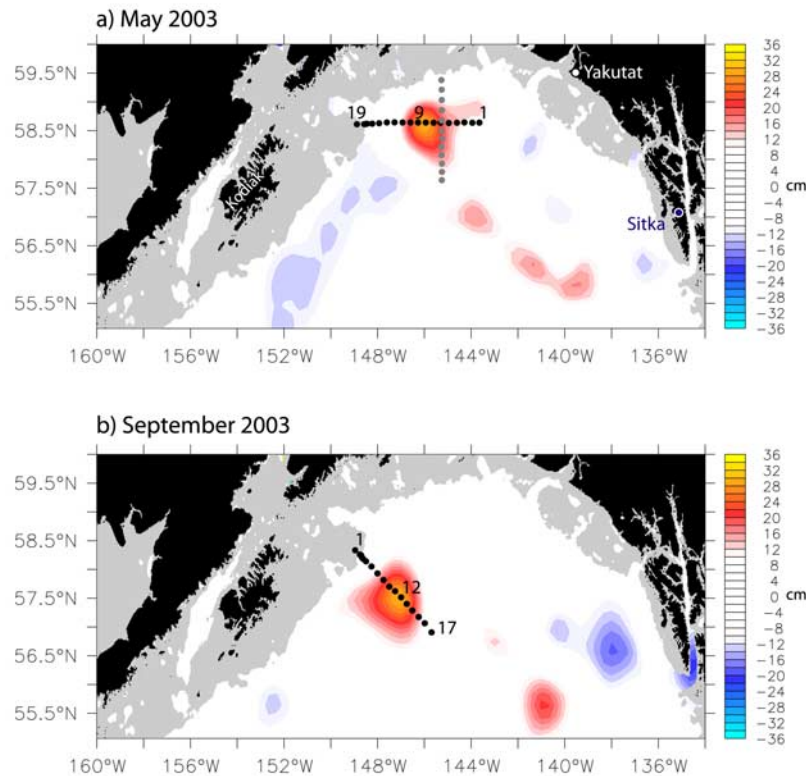 a) May 2003
59.5°N
58.5°N
57.5°N
56.5°N
55.5°N
Yakutat
19
9
1
Kodiak
Sitka
160°W
156°W
152°W
148°W
144°W
140°W
136°W
36
32
28
24
20
16
12
8
4
0
−4
−8
−12
−16
−20
−24
−28
−32
−36
cm
b) September 2003
59.5°N
58.5°N
57.5°N
56.5°N
55.5°N
1
12
17
160°W
156°W
152°W
148°W
144°W
140°W
136°W
36
32
28
24
20
16
12
8
4
0
−4
−8
−12
−16
−20
−24
−28
−32
−36
cm